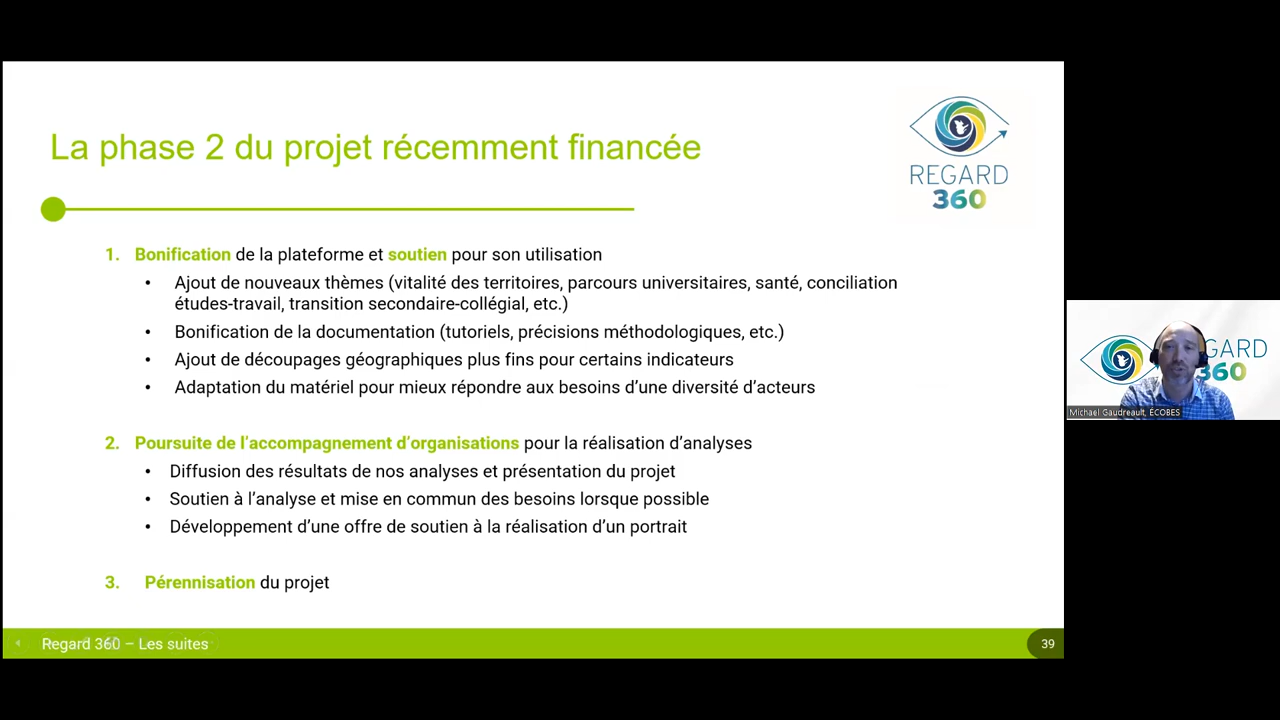 La phase 2 du projet récemment financée
REGARD
360
1. Bonification de la plateforme et soutien pour son utilisation
• Ajout de nouveaux thèmes (vitalité des territoires, parcours universitaires, santé, conciliation
études-travail, transition secondaire-collégial, etc.)
• Bonification de la documentation (tutoriels, précisions méthodologiques, etc.)
• Ajout de découpages géographiques plus fins pour certains indicateurs
• Adaptation du matériel pour mieux répondre aux besoins d’une diversité d’acteurs
2. Poursuite de l’accompagnement d’organisations pour la réalisation d’analyses
• Diffusion des résultats de nos analyses et présentation du projet
• Soutien à l’analyse et mise en commun des besoins lorsque possible
• Développement d’une offre de soutien à la réalisation d’un portrait
3. Pérennisation du projet
Regard 360 – Les suites
39
GARD
360
Michaël Gaudreault, ÉCOBES